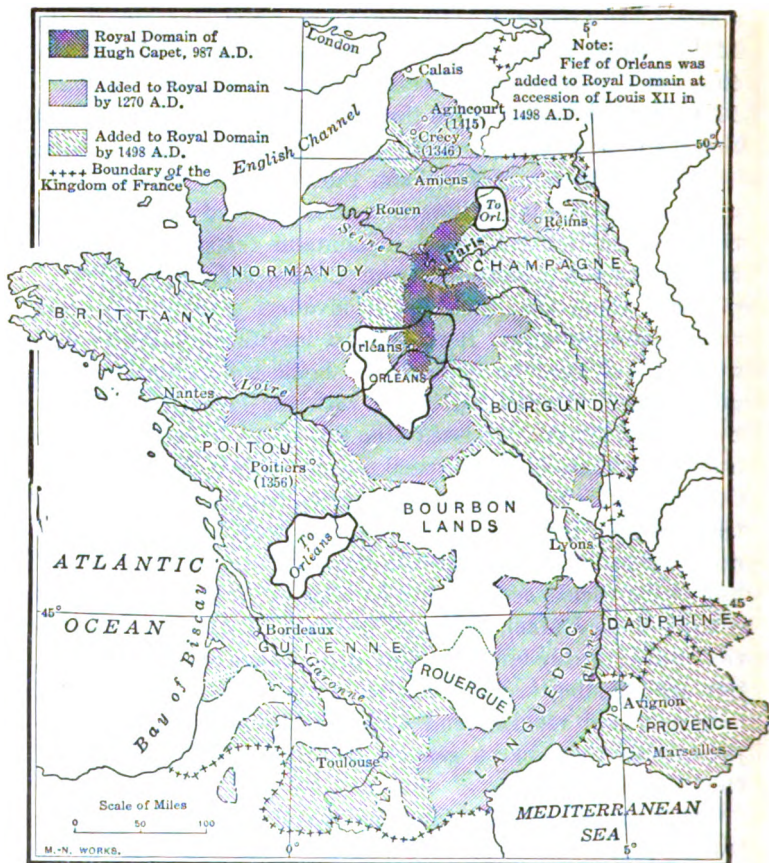 Royal Domain of
Hugh Capet, 987 A.D.
Added to Royal Domain
by 1270 A.D.
Added to Royal Domain
by 1498 A.D.
++++ Boundary of the
Kingdom of France
London
5°
Note:
Fief of Orléans was
added to Royal Domain at
accession of Louis XII in
1498 A.D.
Calais
Agincourt
(1415)
Crécy
(1346)
English Channel
50°
Amiens
To
Orl.
Rouen
Reims
Seine
Paris
NORMANDY
CHAMPAGNE
BRITTANY
Orléans
ORLÉANS
Nantes
Loire
BURGUNDY
POITOU
Poitiers
(1356)
BOURBON
LANDS
To
Orléans
Lyons
ATLANTIC
OCEAN
45°
45°
Bay of Biscay
Bordeaux
GUIENNE
Garonne
ROUERGUE
LANGUEDOC
Rhône
DAUPHINE
Avignon
PROVENCE
Marseilles
Toulouse
Scale of Miles
0 50 100
MEDITERRANEAN
SEA
M.-N. WORKS.
0°
5°